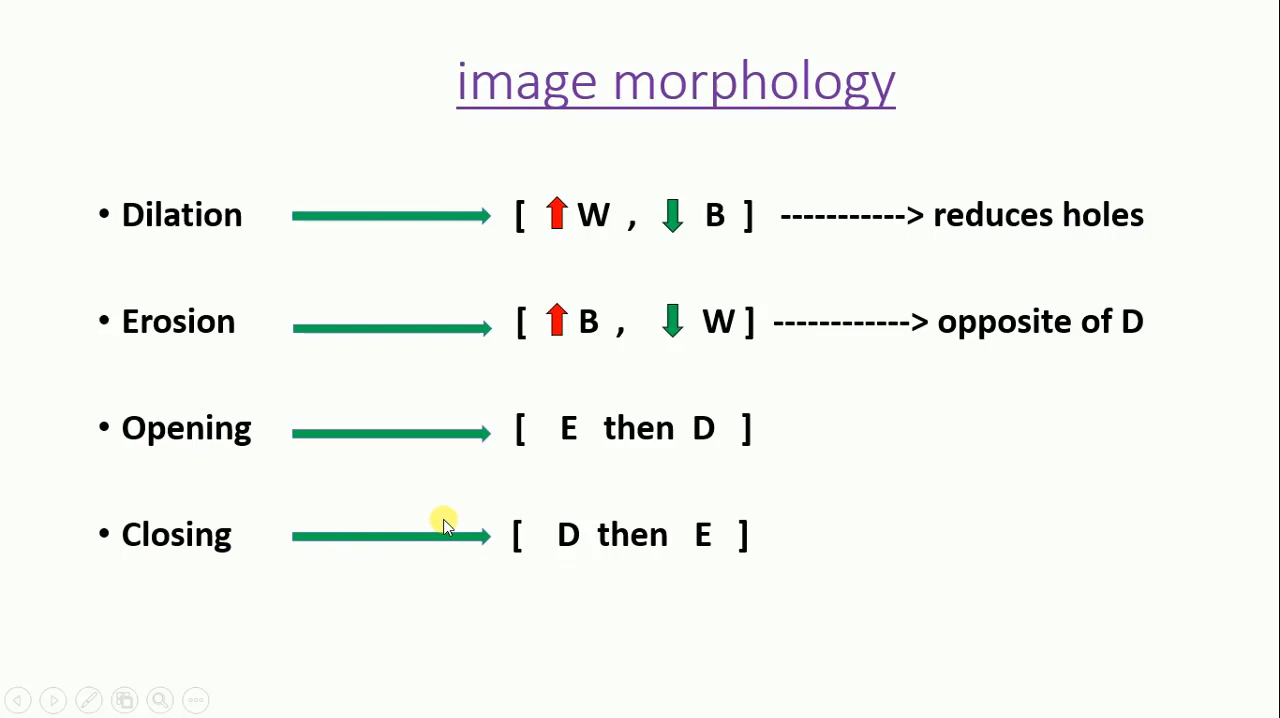 image morphology
• Dilation [ W , B ] -----------> reduces holes
• Erosion [ B , W ] ------------> opposite of D
• Opening [ E then D ]
• Closing [ D then E ]